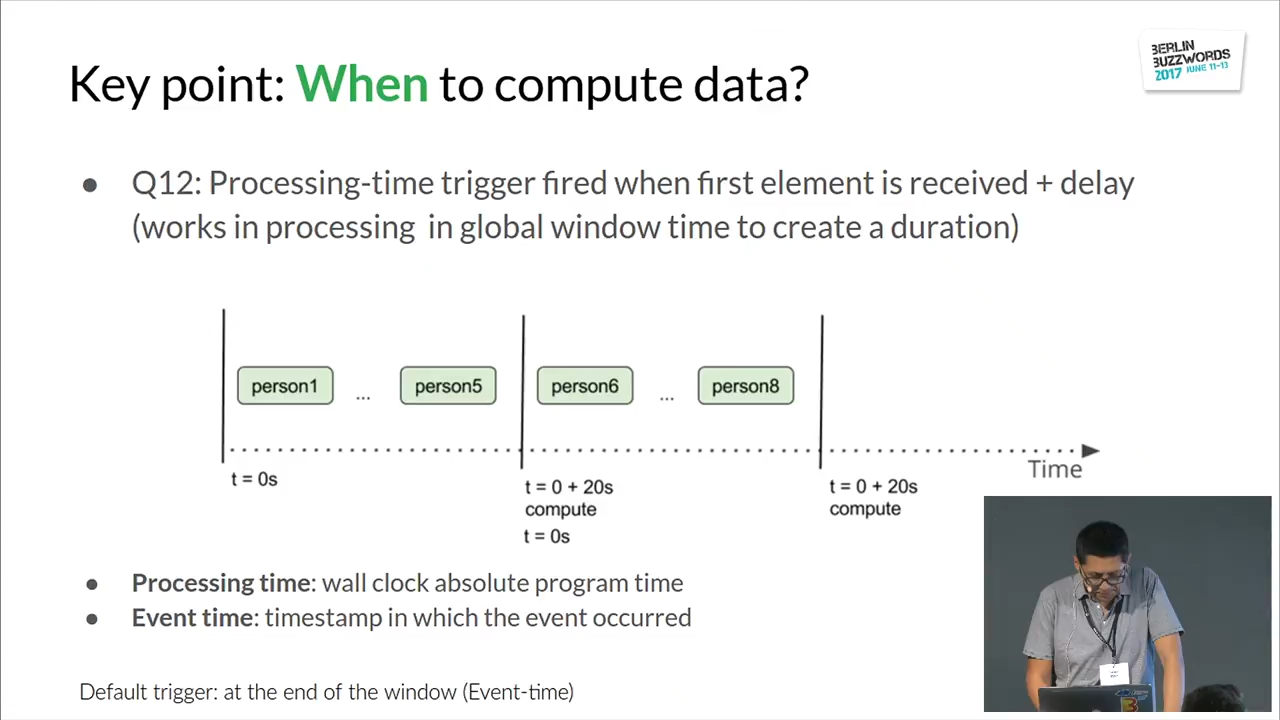 BERLIN
BUZZWORDS
2017 JUNE 11-13
Key point: When to compute data?
● Q12: Processing-time trigger fired when first element is received + delay
(works in processing in global window time to create a duration)
person1 ... person5 person6 ... person8
Time
t = 0s
t = 0 + 20s
compute
t = 0s
t = 0 + 20s
compute
● Processing time: wall clock absolute program time
● Event time: timestamp in which the event occurred
Default trigger: at the end of the window (Event-time)